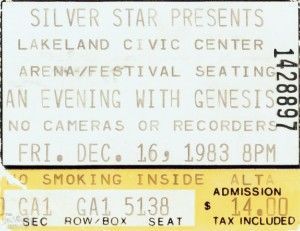 SILVER STAR PRESENTS
LAKELAND CIVIC CENTER
ARENA/FESTIVAL SEATING
AN EVENING WITH GENESIS
NO CAMERAS OR RECORDERS
FRI. DEC. 16, 1983 8PM
1428897
NO SMOKING INSIDE ALTA
GA1 GA1 5138
SEC ROW/BOX SEAT
ADMISSION
$ 14.00
TAX INCLUDED